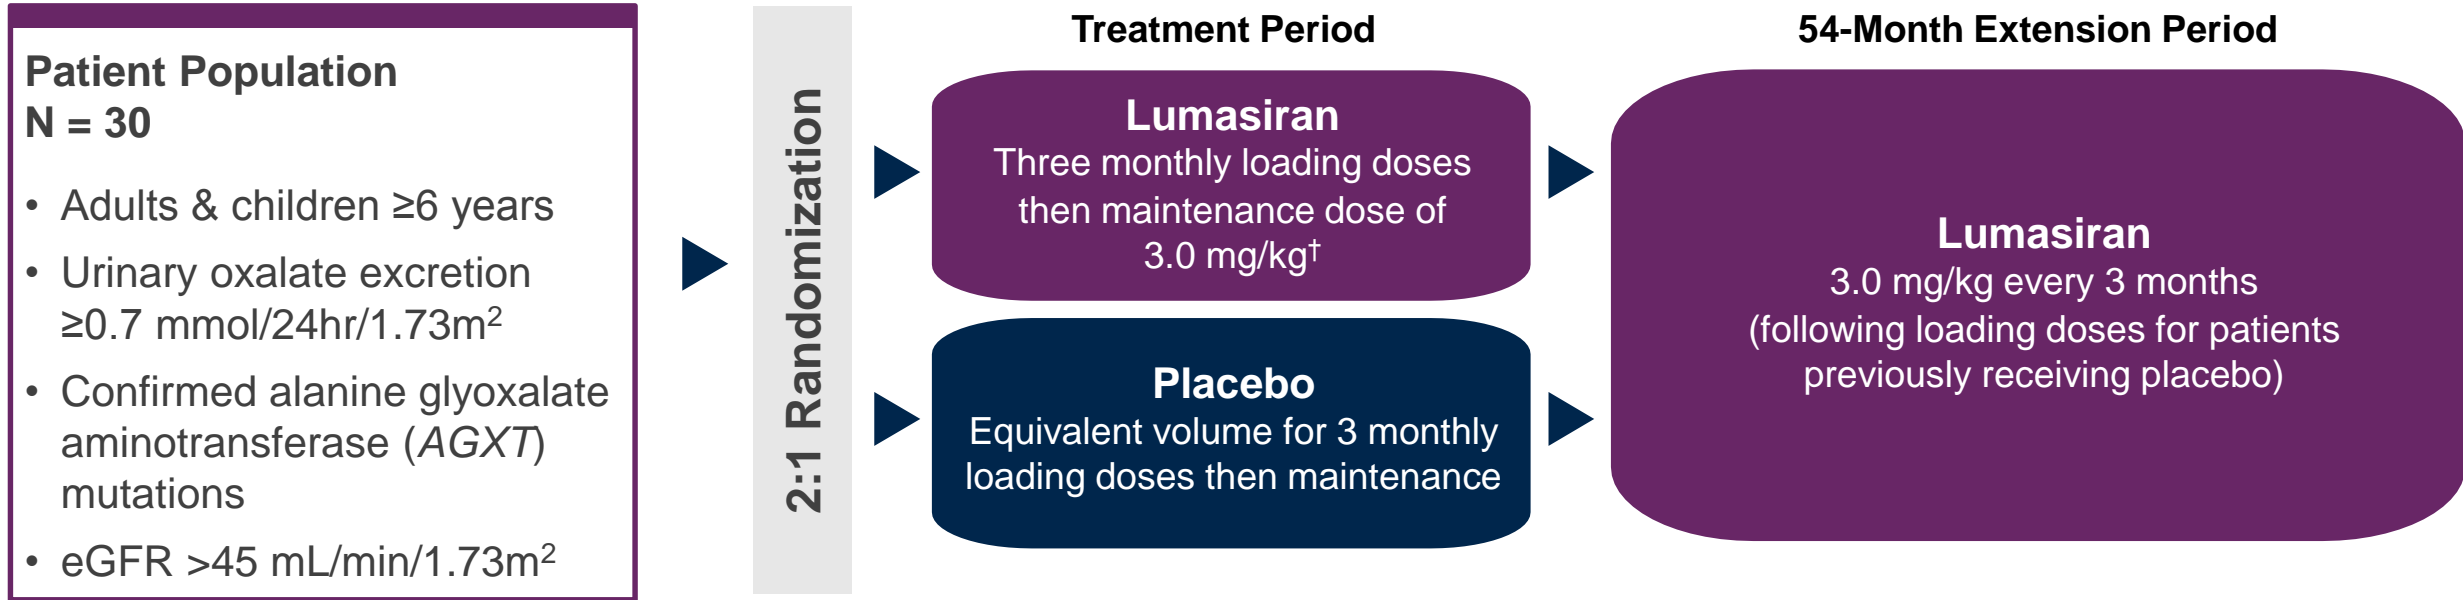 Patient Population
N = 30
• Adults & children ≥6 years
• Urinary oxalate excretion
≥0.7 mmol/24hr/1.73m²
• Confirmed alanine glyoxalate
aminotransferase (AGXT)
mutations
• eGFR >45 mL/min/1.73m²
2:1 Randomization
Treatment Period
Lumasiran
Three monthly loading doses
then maintenance dose of
3.0 mg/kg†
Placebo
Equivalent volume for 3 monthly
loading doses then maintenance
54-Month Extension Period
Lumasiran
3.0 mg/kg every 3 months
(following loading doses for patients
previously receiving placebo)